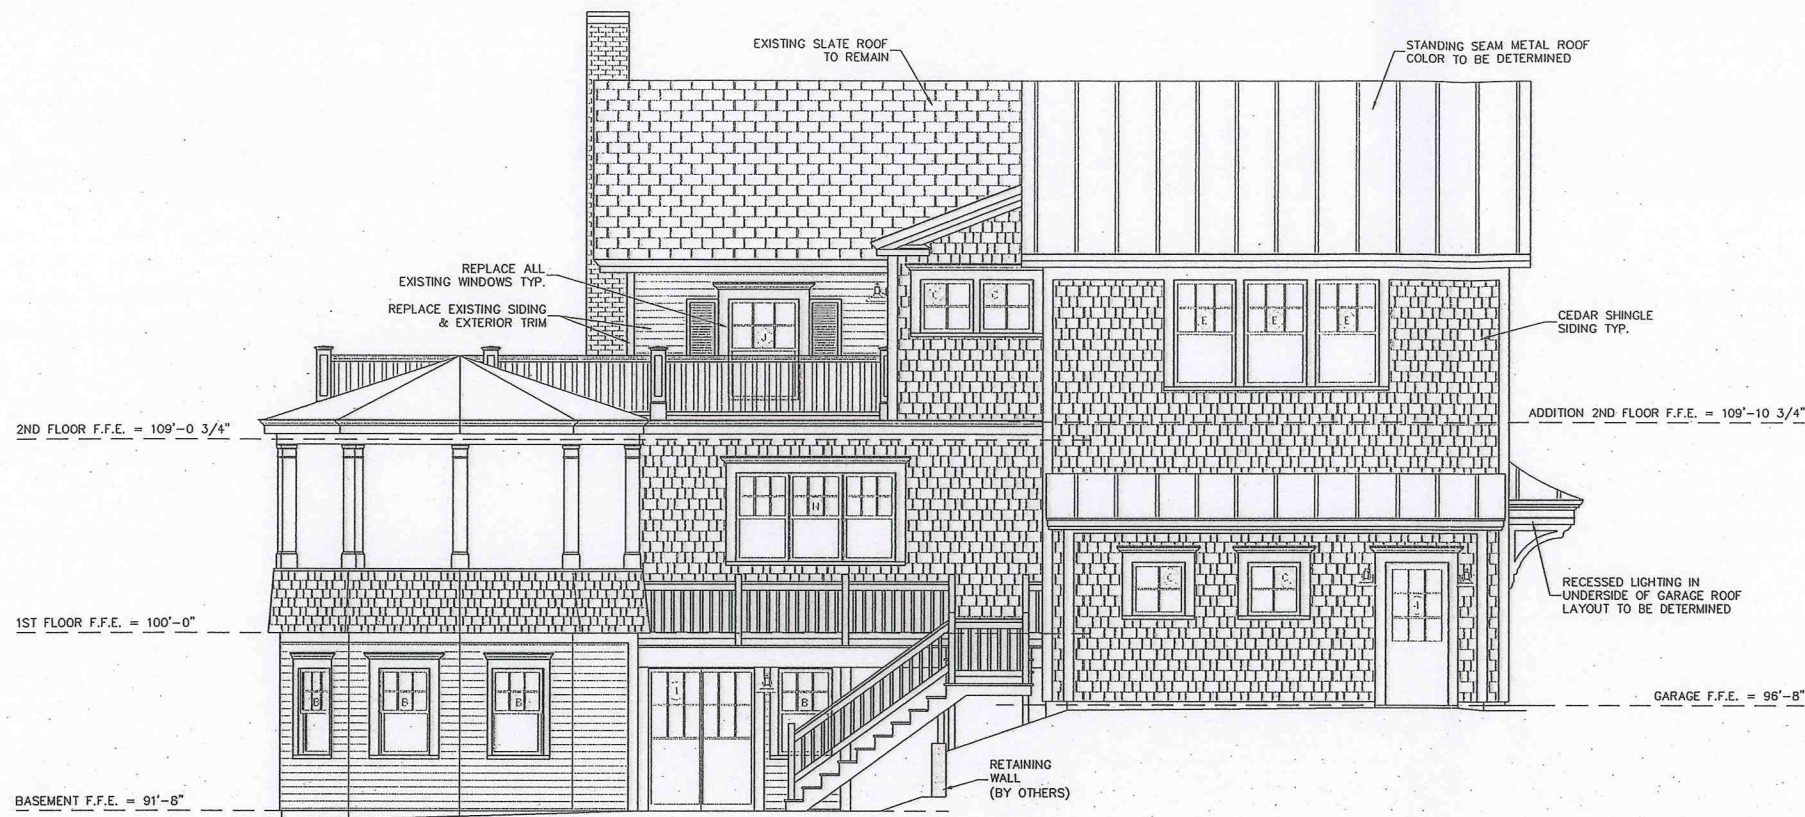 EXISTING SLATE ROOF
TO REMAIN
STANDING SEAM METAL ROOF
COLOR TO BE DETERMINED
REPLACE ALL
EXISTING WINDOWS TYP.
REPLACE EXISTING SIDING
& EXTERIOR TRIM
C
C
E
E
E
J
CEDAR SHINGLE
SIDING TYP.
2ND FLOOR F.F.E. = 109'-0 3/4"
ADDITION 2ND FLOOR F.F.E. = 109'-10 3/4"
H
C
C
RECESSED LIGHTING IN
UNDERSIDE OF GARAGE ROOF
LAYOUT TO BE DETERMINED
1ST FLOOR F.F.E. = 100'-0"
B
B
B
B
GARAGE F.F.E. = 96'-8"
RETAINING
WALL
(BY OTHERS)
BASEMENT F.F.E. = 91'-8"